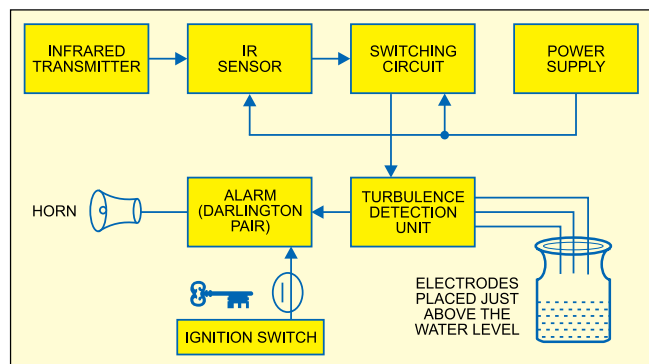 INFRARED
TRANSMITTER
IR
SENSOR
SWITCHING
CIRCUIT
POWER
SUPPLY
HORN
ALARM
(DARLINGTON
PAIR)
TURBULENCE
DETECTION
UNIT
ELECTRODES
PLACED JUST
ABOVE THE
WATER LEVEL
IGNITION SWITCH